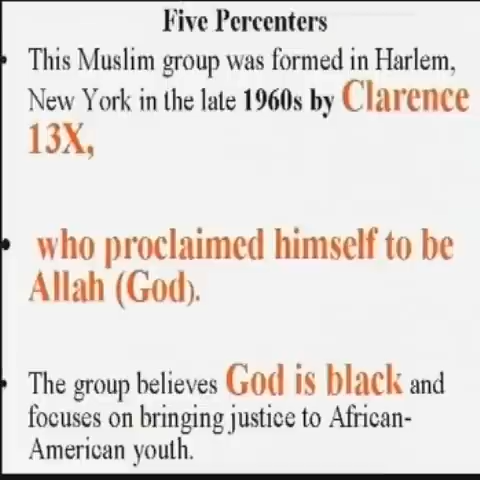 Five Percenters
• This Muslim group was formed in Harlem,
New York in the late 1960s by Clarence
13X,
• who proclaimed himself to be
Allah (God).
• The group believes God is black and
focuses on bringing justice to African-
American youth.